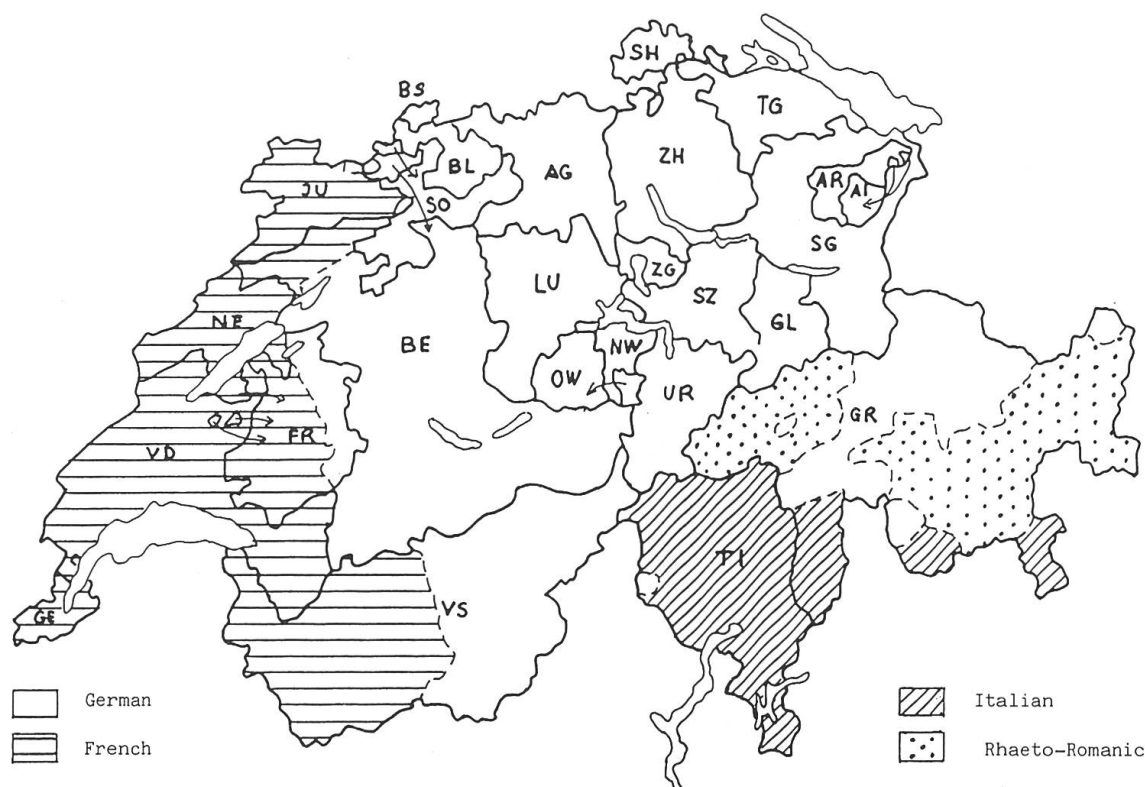 SH
BS
TG
BL
AG
ZH
JU
AR
AI
SO
SG
ZG
LU
SZ
NE
GL
BE
NW
OW
UR
GR
FR
VD
TI
VS
GE
German
French
Italian
Rhaeto-Romanic